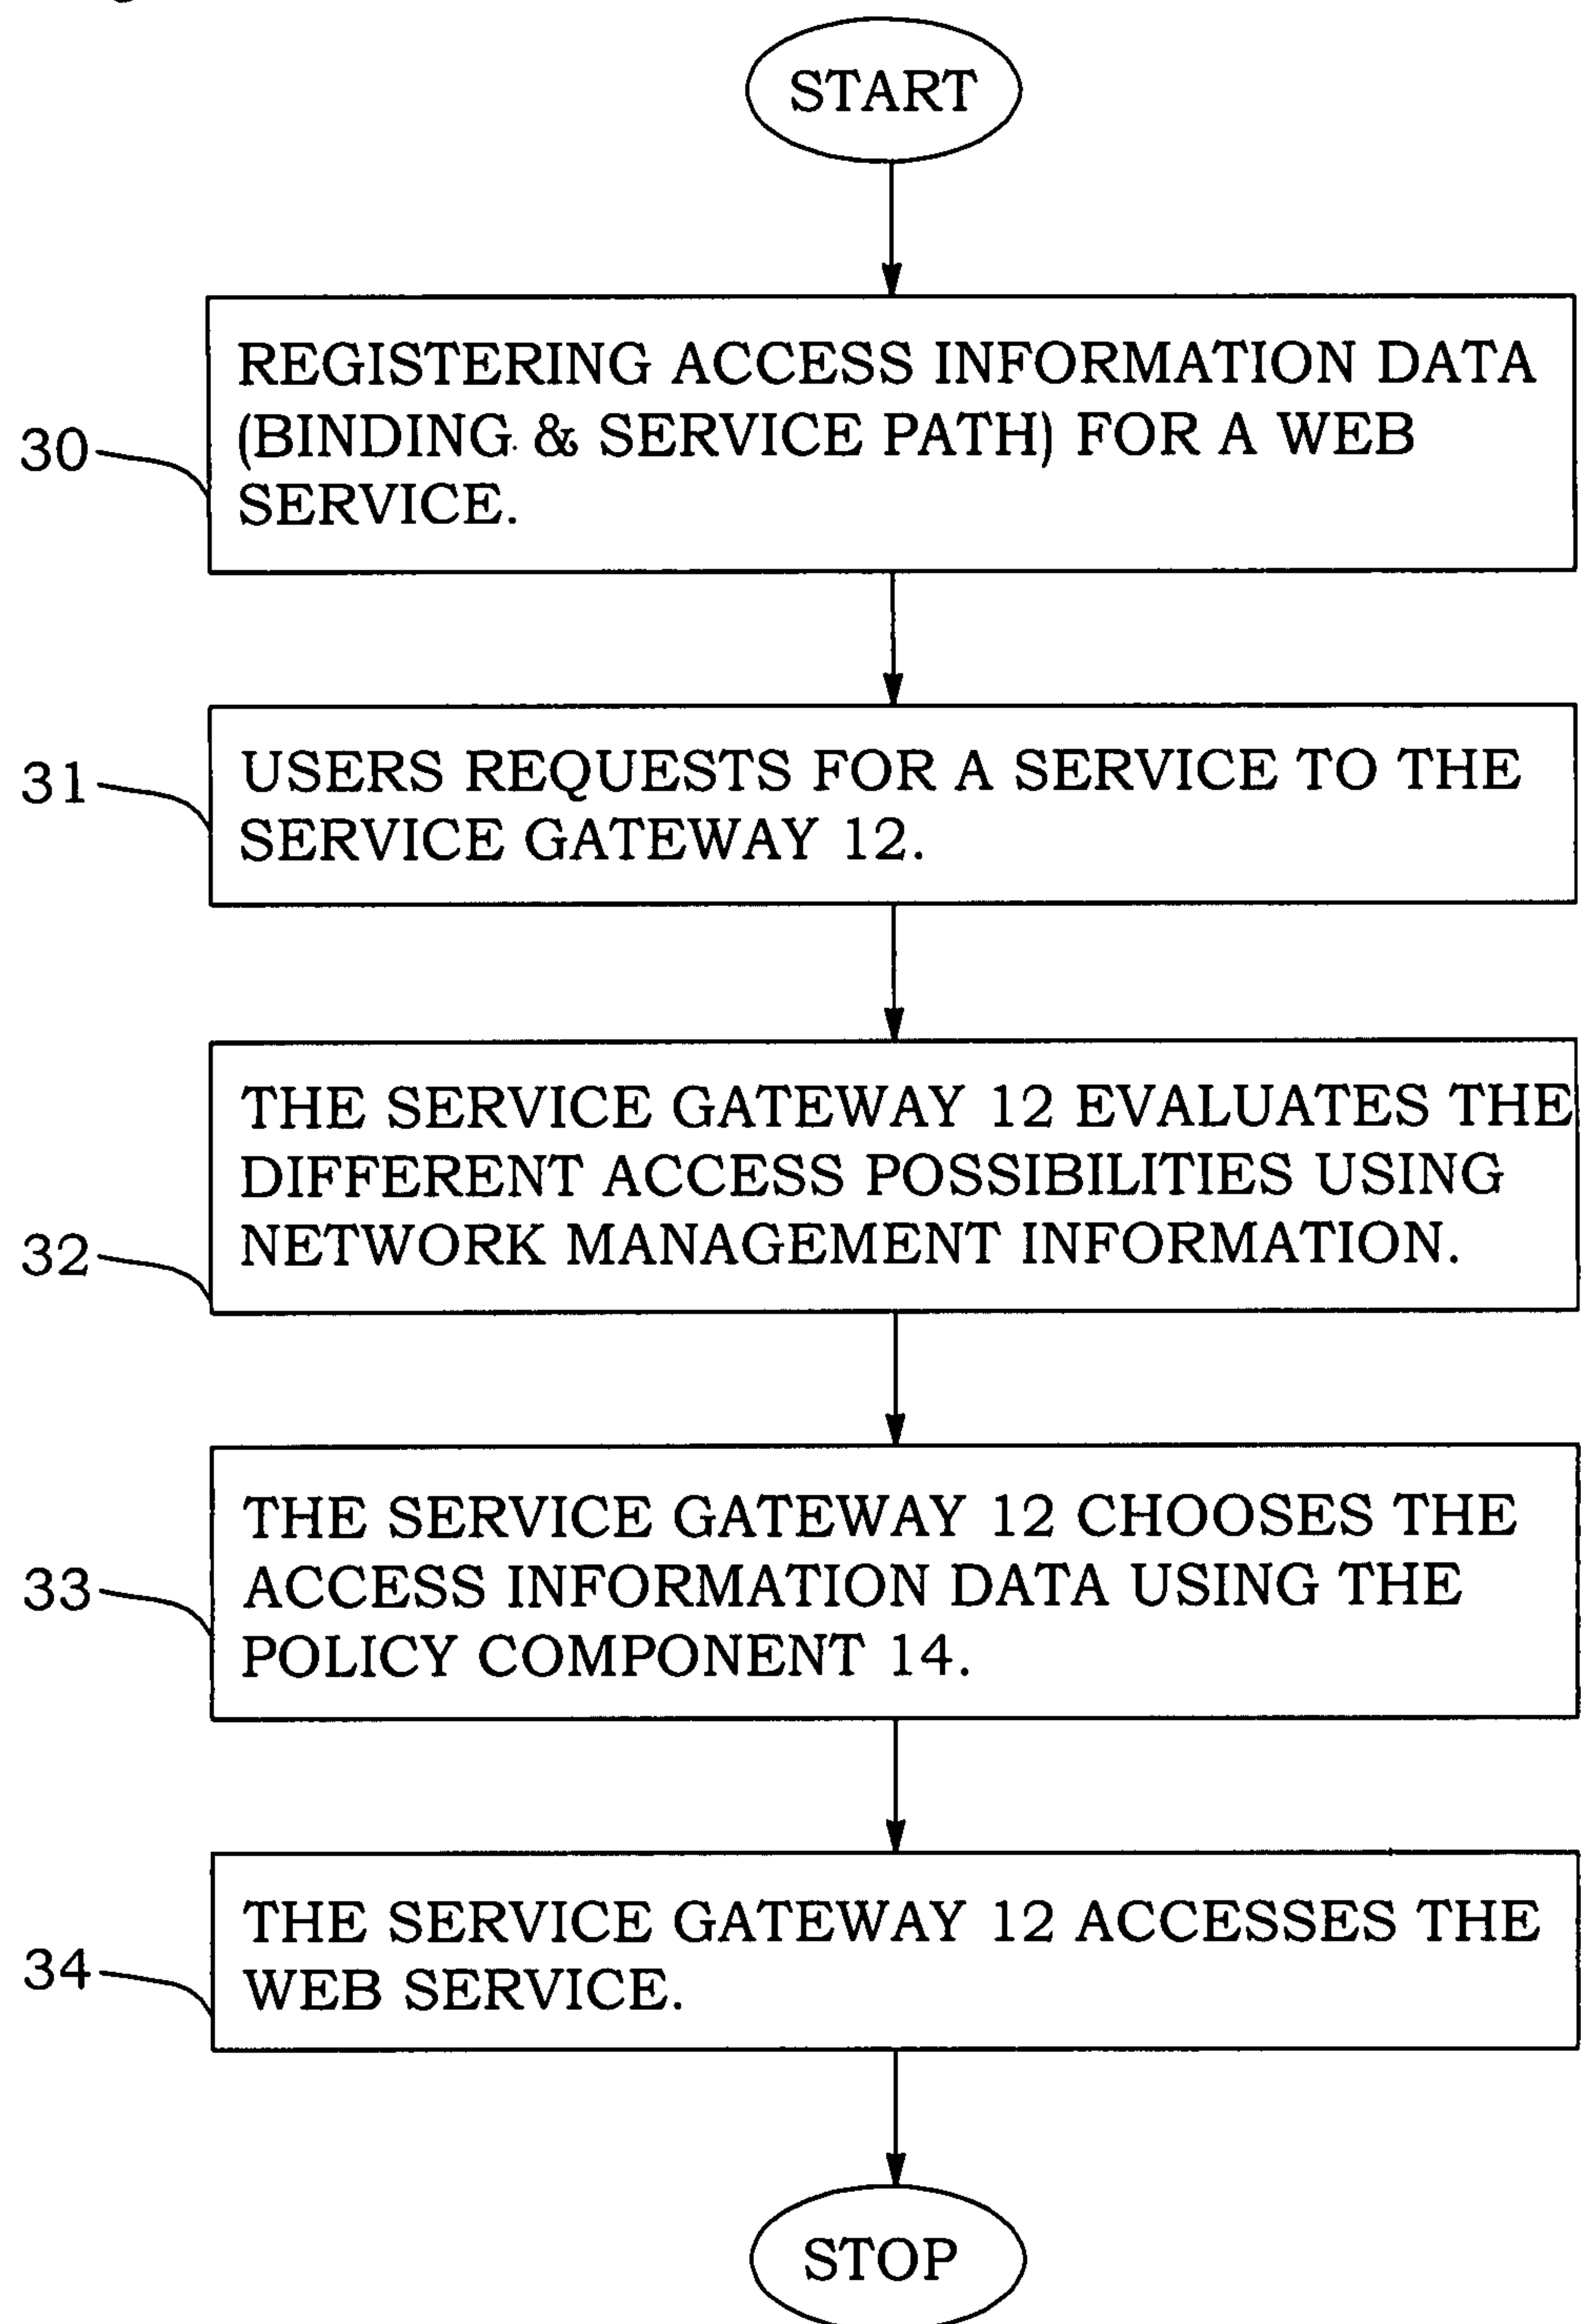 START
REGISTERING ACCESS INFORMATION DATA
(BINDING & SERVICE PATH) FOR A WEB
SERVICE.
30
USERS REQUESTS FOR A SERVICE TO THE
SERVICE GATEWAY 12.
31
THE SERVICE GATEWAY 12 EVALUATES THE
DIFFERENT ACCESS POSSIBILITIES USING
NETWORK MANAGEMENT INFORMATION.
32
THE SERVICE GATEWAY 12 CHOOSES THE
ACCESS INFORMATION DATA USING THE
POLICY COMPONENT 14.
33
THE SERVICE GATEWAY 12 ACCESSES THE
WEB SERVICE.
34
STOP